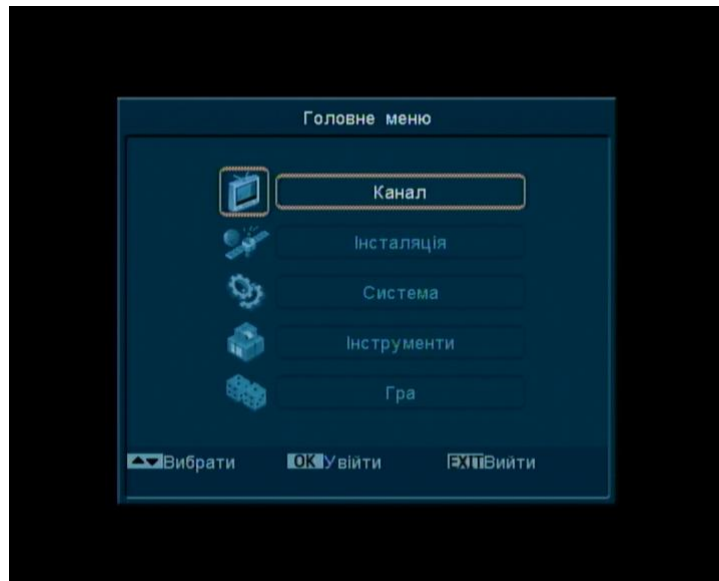 Головне меню
Канал
Інсталяція
Система
Інструменти
Гра
Вибрати OK Увійти EXIT Вийти